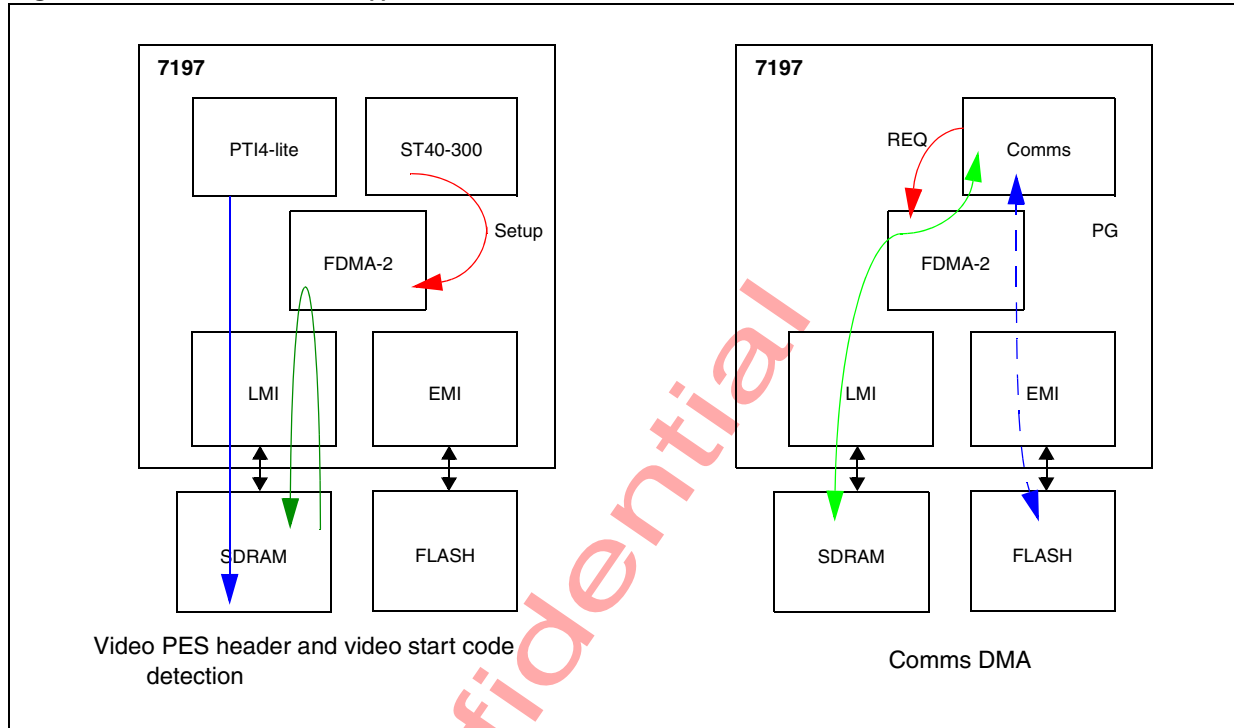 7197
PTI4-lite
ST40-300
Setup
FDMA-2
LMI
EMI
SDRAM
FLASH
Video PES header and video start code
detection
7197
REQ
Comms
PG
FDMA-2
LMI
EMI
SDRAM
FLASH
Comms DMA
fidential